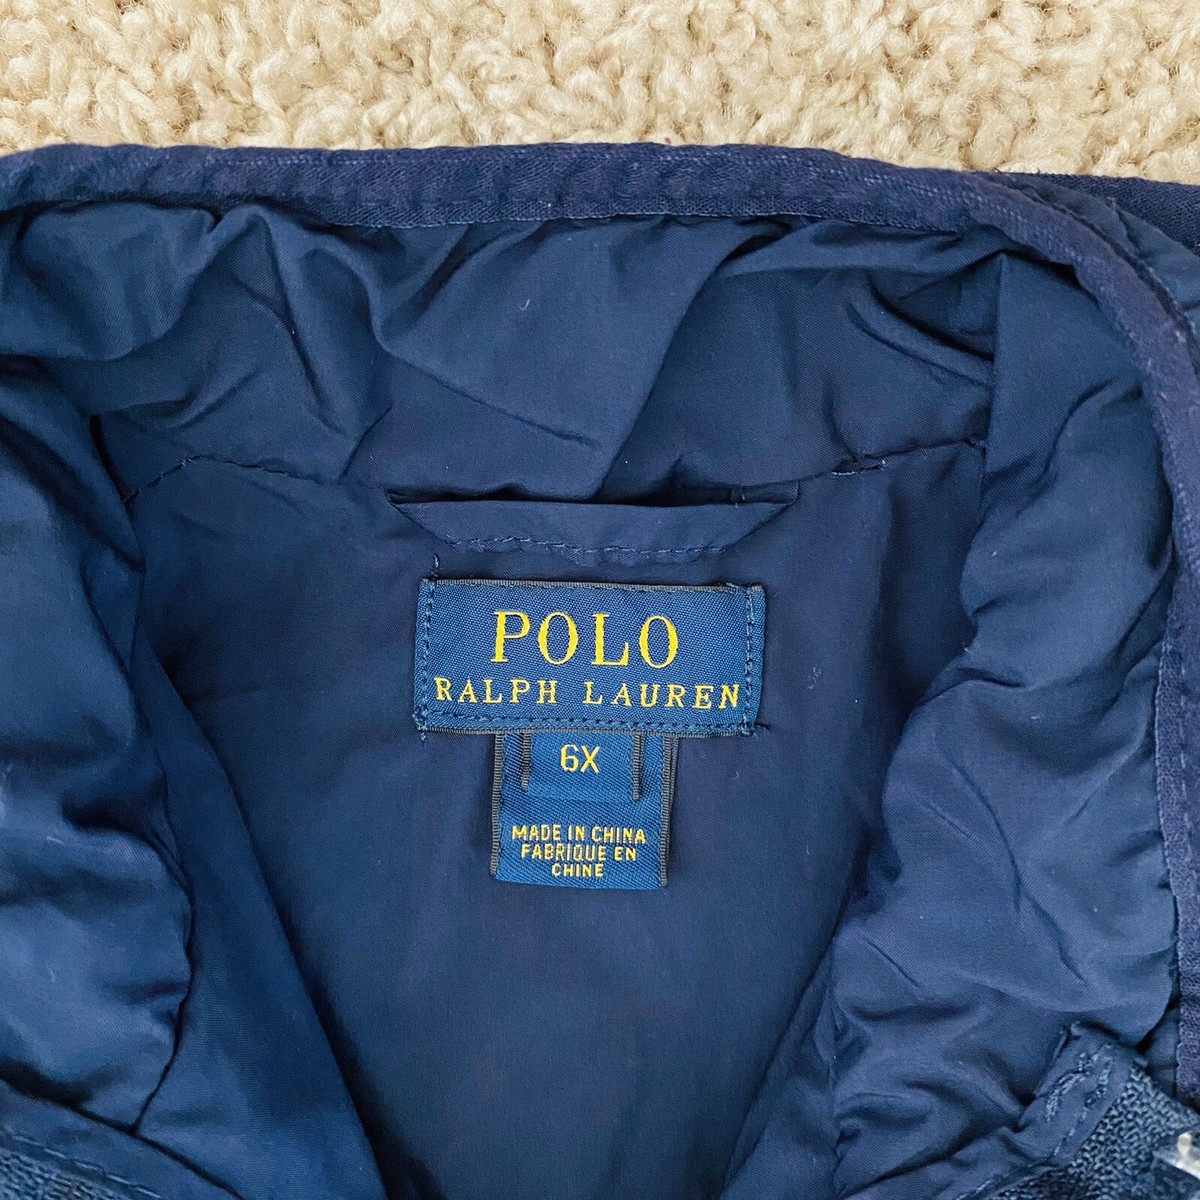 POLO
RALPH LAUREN
6X
MADE IN CHINA
FABRIQUE EN
CHINE